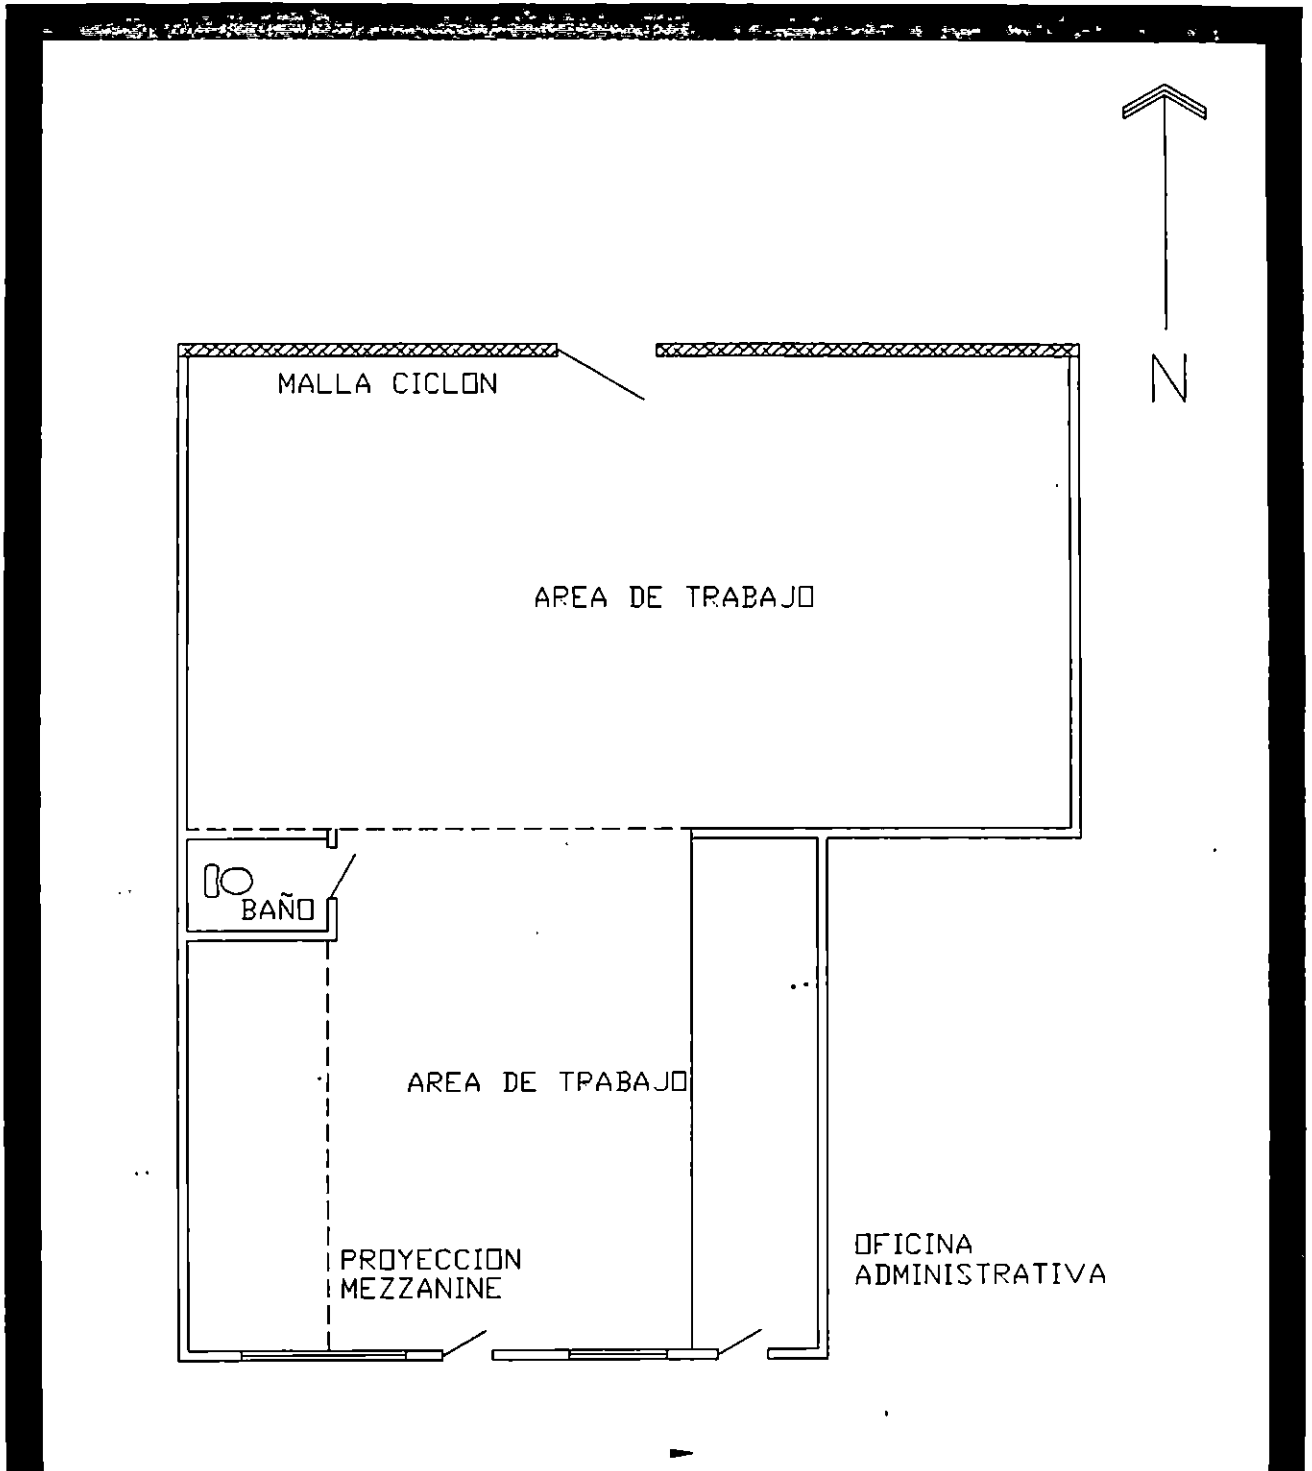 N
MALLA CICLON
AREA DE TRABAJO
BAÑO
AREA DE TRABAJO
PROYECCION
MEZZANINE
OFICINA
ADMINISTRATIVA